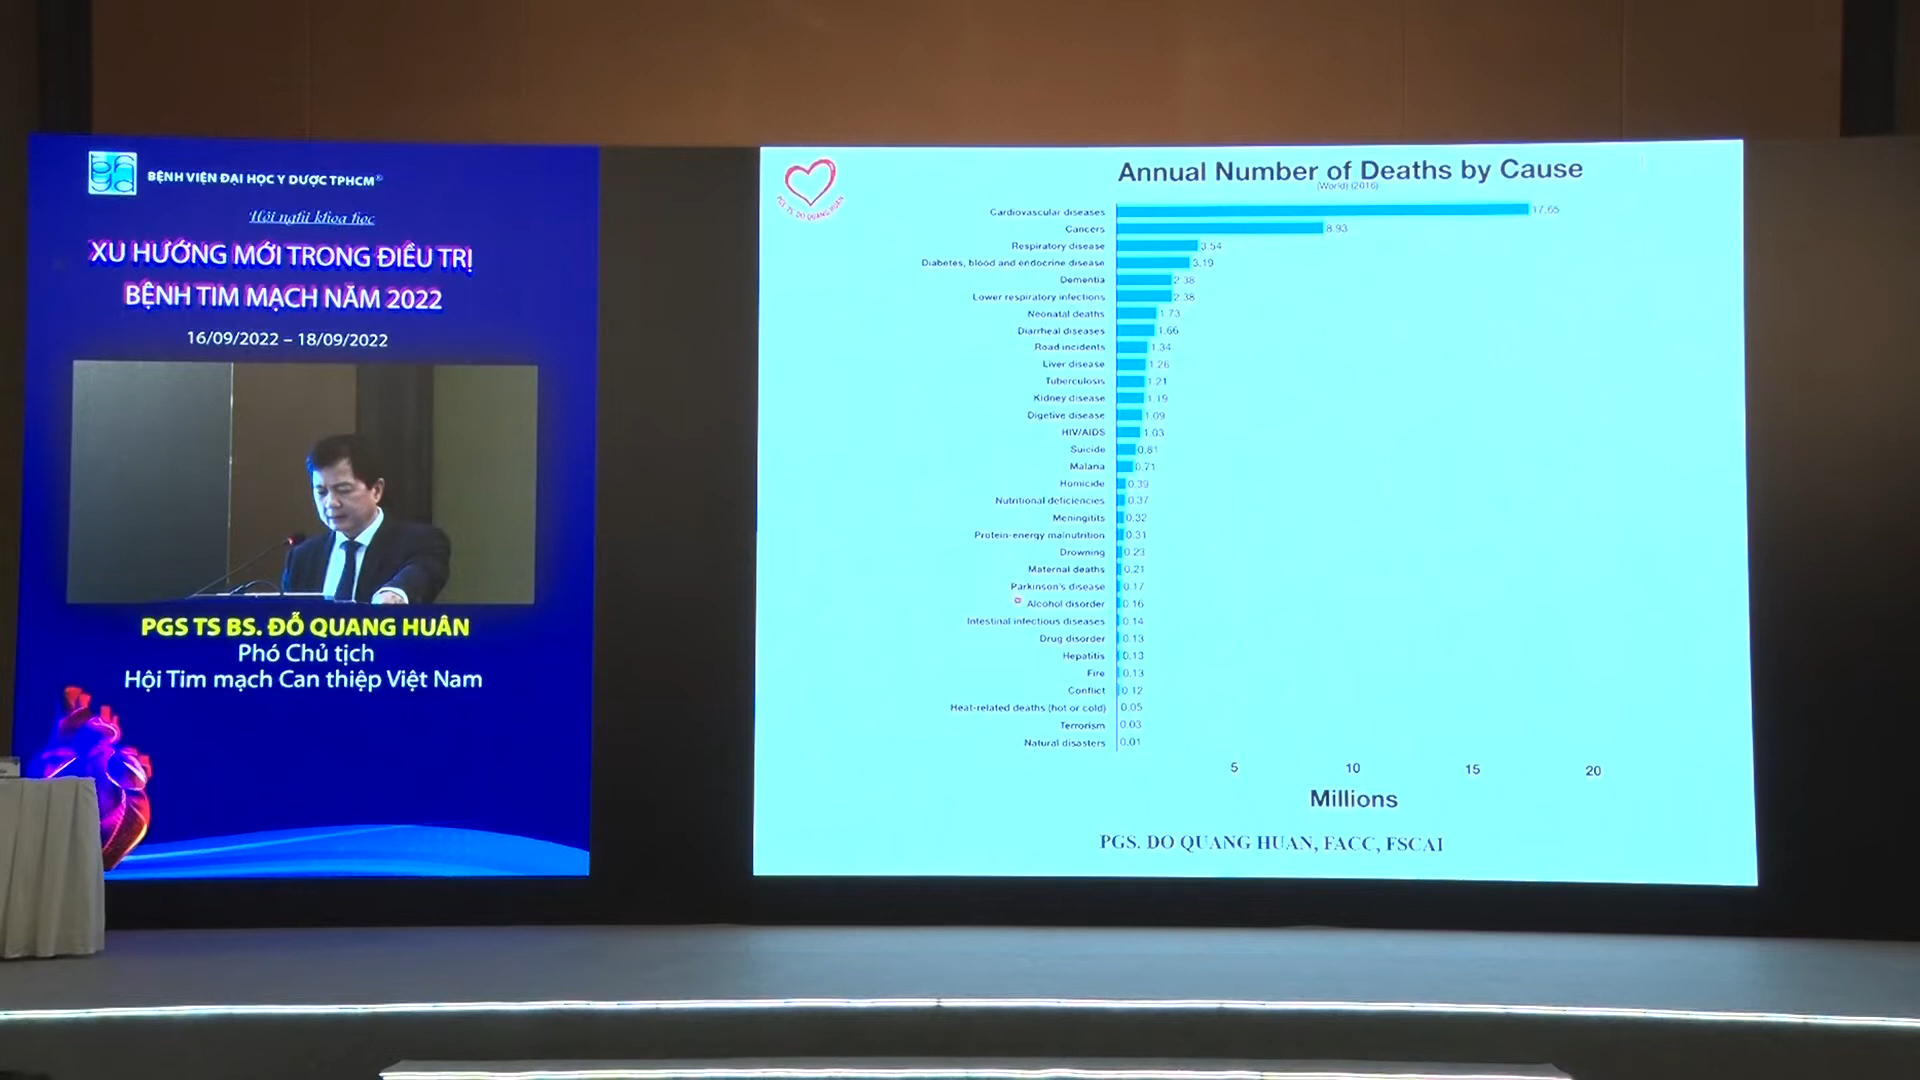 BỆNH VIỆN ĐẠI HỌC Y DƯỢC TPHCM®
Hội nghị khoa học
XU HƯỚNG MỚI TRONG ĐIỀU TRỊ
BỆNH TIM MẠCH NĂM 2022
16/09/2022 – 18/09/2022
PGS TS BS. ĐỖ QUANG HUÂN
Phó Chủ tịch
Hội Tim mạch Can thiệp Việt Nam
PGS. TS. DO QUANG HUAN
Annual Number of Deaths by Cause
(World) (2016)
Cardiovascular diseases 17.65
Cancers 8.93
Respiratory disease 3.54
Diabetes, blood and endocrine disease 3.19
Dementia 2.38
Lower respiratory infections 2.38
Neonatal deaths 1.73
Diarrheal diseases 1.66
Road incidents 1.34
Liver disease 1.26
Tuberculosis 1.21
Kidney disease 1.19
Digetive disease 1.09
HIV/AIDS 1.03
Suicide 0.81
Malaria 0.71
Homicide 0.39
Nutritional deficiencies 0.37
Meningitits 0.32
Protein-energy malnutrition 0.31
Drowning 0.23
Maternal deaths 0.21
Parkinson's disease 0.17
Alcohol disorder 0.16
Intestinal infectious diseases 0.14
Drug disorder 0.13
Hepatitis 0.13
Fire 0.13
Conflict 0.12
Heat-related deaths (hot or cold) 0.05
Terrorism 0.03
Natural disasters 0.01
5 10 15 20
Millions
PGS. DO QUANG HUAN, FACC, FSCAI